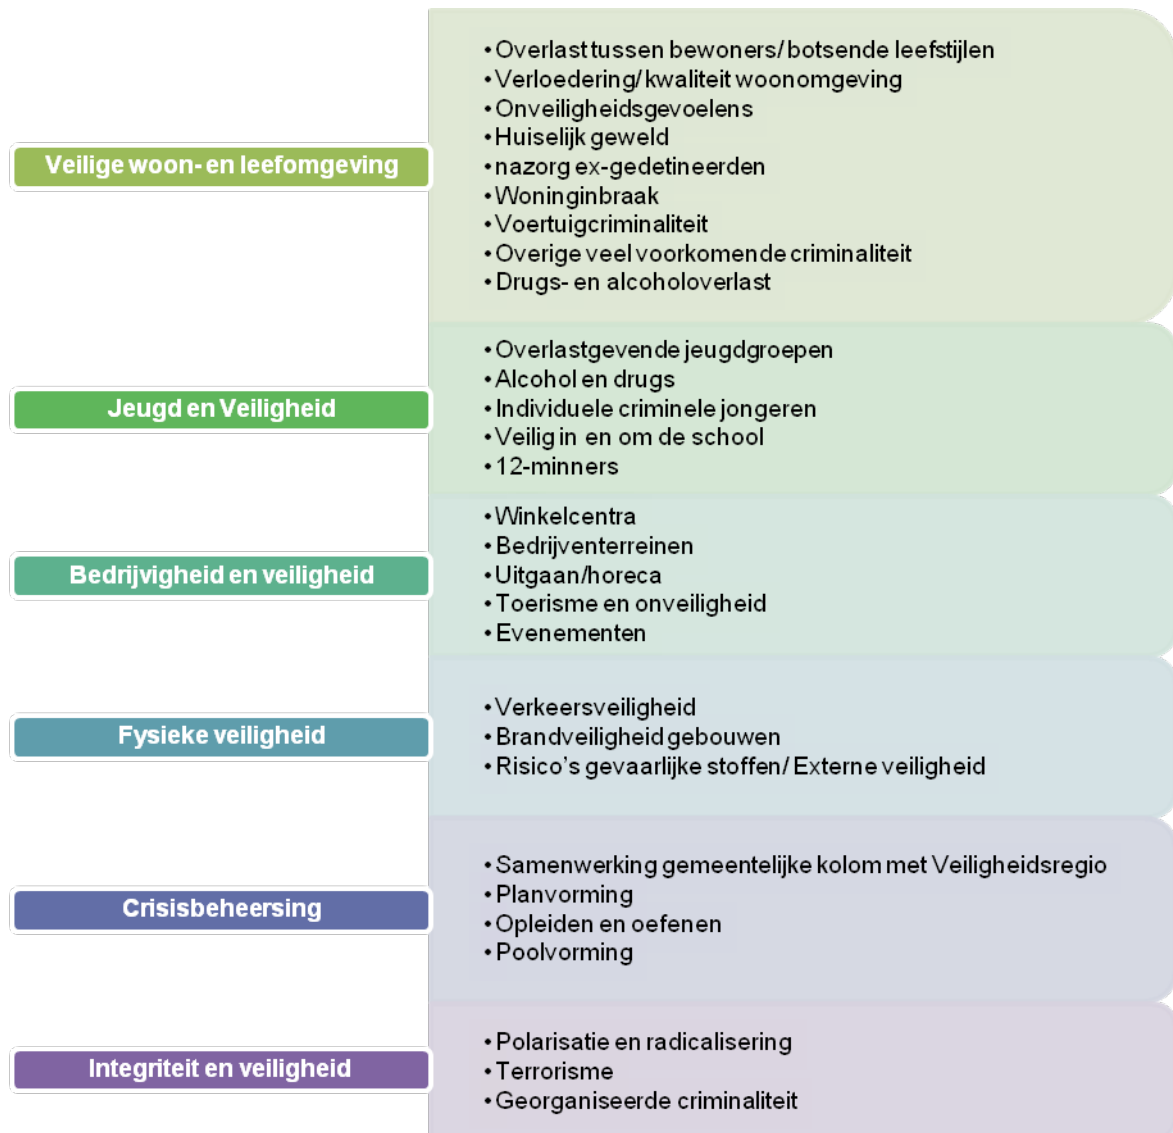 Veilige woon- en leefomgeving
• Overlast tussen bewoners/ botsende leefstijlen
• Verloedering/ kwaliteit woonomgeving
• Onveiligheidsgevoelens
• Huiselijk geweld
• nazorg ex-gedetineerden
• Woninginbraak
• Voertuigcriminaliteit
• Overige veel voorkomende criminaliteit
• Drugs- en alcoholoverlast
Jeugd en Veiligheid
• Overlastgevende jeugdgroepen
• Alcohol en drugs
• Individuele criminele jongeren
• Veilig in en om de school
• 12-minners
Bedrijvigheid en veiligheid
• Winkelcentra
• Bedrijventerreinen
• Uitgaan/horeca
• Toerisme en onveiligheid
• Evenementen
Fysieke veiligheid
• Verkeersveiligheid
• Brandveiligheid gebouwen
• Risico's gevaarlijke stoffen/ Externe veiligheid
Crisisbeheersing
• Samenwerking gemeentelijke kolom met Veiligheidsregio
• Planvorming
• Opleiden en oefenen
• Poolvorming
Integriteit en veiligheid
• Polarisatie en radicalisering
• Terrorisme
• Georganiseerde criminaliteit